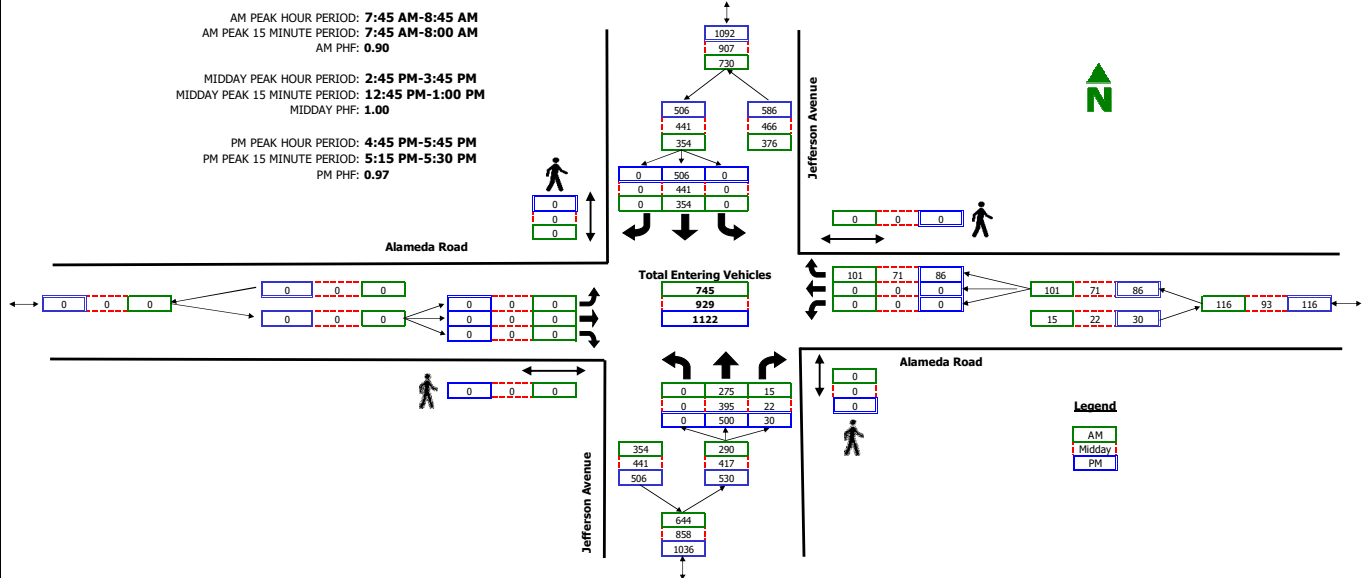 AM PEAK HOUR PERIOD: 7:45 AM-8:45 AM
AM PEAK 15 MINUTE PERIOD: 7:45 AM-8:00 AM
AM PHF: 0.90
MIDDAY PEAK HOUR PERIOD: 2:45 PM-3:45 PM
MIDDAY PEAK 15 MINUTE PERIOD: 12:45 PM-1:00 PM
MIDDAY PHF: 1.00
PM PEAK HOUR PERIOD: 4:45 PM-5:45 PM
PM PEAK 15 MINUTE PERIOD: 5:15 PM-5:30 PM
PM PHF: 0.97
1092
907
730
506 586
441 466
354 376
0 506 0
0 441 0
0 354 0
Jefferson Avenue
N
0
0
0
0 0 0
Alameda Road
Total Entering Vehicles
745
929
1122
0 0 0
0 0 0
0 0 0
0 0 0
0 0 0
0 0 0
101 71 86
0 0 0
0 0 0
101 71 86
15 22 30
116 93 116
Alameda Road
0 0 0
0 275 15
0 395 22
0 500 30
0
0
0
354 290
441 417
506 530
644
858
1036
Jefferson Avenue
Legend
AM
Midday
PM